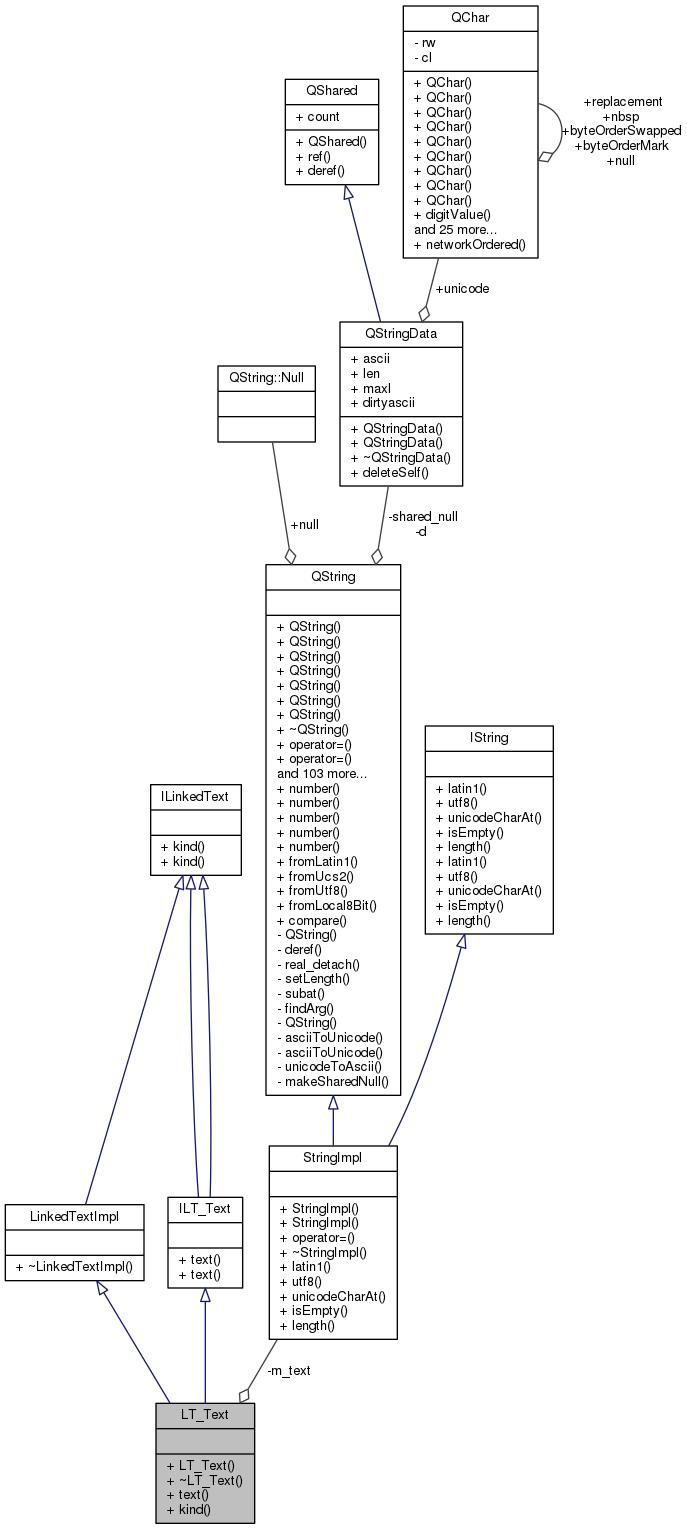 QChar
- rw
- cl
+ QChar()
+ QChar()
+ QChar()
+ QChar()
+ QChar()
+ QChar()
+ QChar()
+ QChar()
+ QChar()
+ digitValue()
and 25 more...
+ networkOrdered()
+replacement
+nbsp
+byteOrderSwapped
+byteOrderMark
+null
QShared
+ count
+ QShared()
+ ref()
+ deref()
+unicode
QStringData
+ ascii
+ len
+ maxl
+ dirtyascii
+ QStringData()
+ QStringData()
+ ~QStringData()
+ deleteSelf()
QString::Null
+null
-shared_null
-d
QString
+ QString()
+ QString()
+ QString()
+ QString()
+ QString()
+ QString()
+ QString()
+ ~QString()
+ operator=()
+ operator=()
and 103 more...
+ number()
+ number()
+ number()
+ number()
+ number()
+ fromLatin1()
+ fromUcs2()
+ fromUtf8()
+ fromLocal8Bit()
+ compare()
- QString()
- deref()
- real_detach()
- setLength()
- subat()
- findArg()
- QString()
- asciiToUnicode()
- asciiToUnicode()
- unicodeToAscii()
- makeSharedNull()
IString
+ latin1()
+ utf8()
+ unicodeCharAt()
+ isEmpty()
+ length()
+ latin1()
+ utf8()
+ unicodeCharAt()
+ isEmpty()
+ length()
ILinkedText
+ kind()
+ kind()
StringImpl
+ StringImpl()
+ StringImpl()
+ operator=()
+ ~StringImpl()
+ latin1()
+ utf8()
+ unicodeCharAt()
+ isEmpty()
+ length()
LinkedTextImpl
+ ~LinkedTextImpl()
ILT_Text
+ text()
+ text()
-m_text
LT_Text
+ LT_Text()
+ ~LT_Text()
+ text()
+ kind()